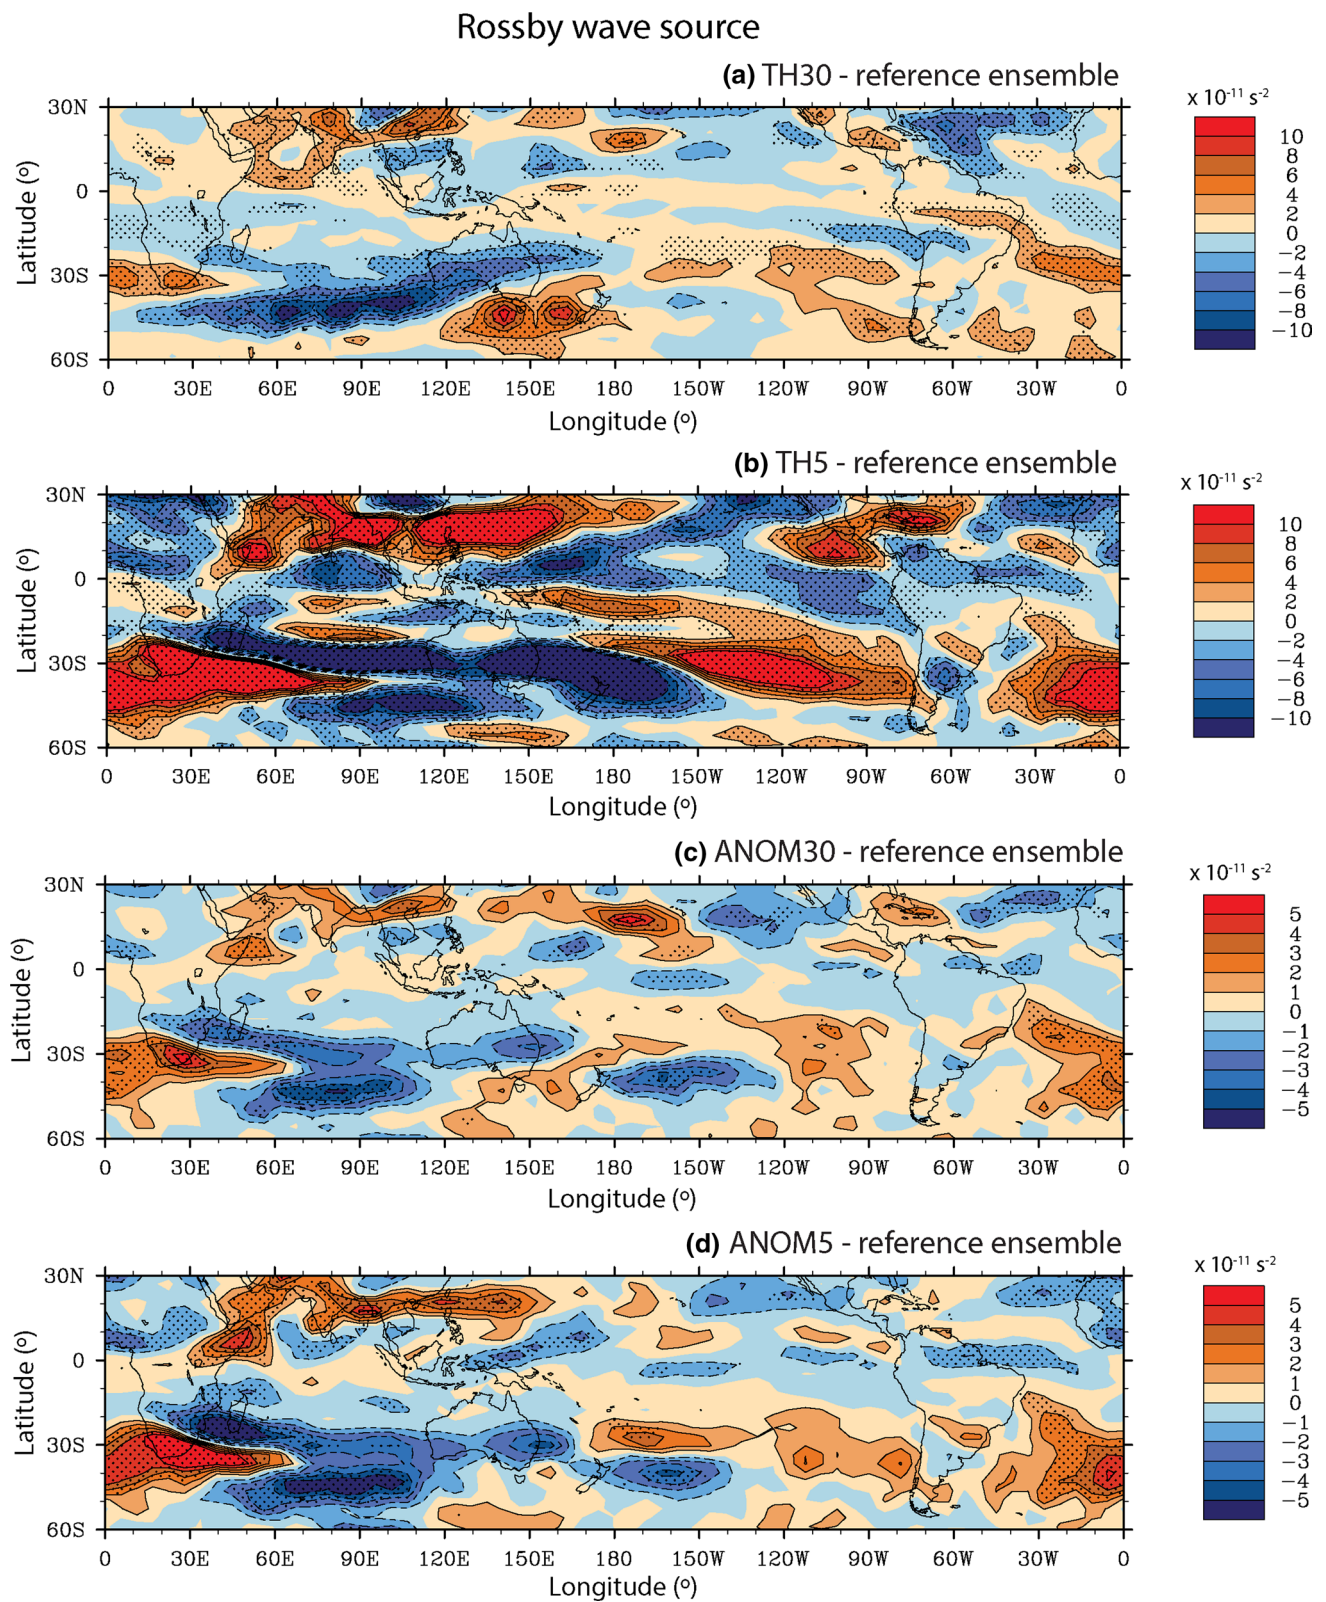 Rossby wave source
(a) TH30 - reference ensemble
x 10⁻¹¹ s⁻²
30N
0
30S
60S
Latitude (º)
0 30E 60E 90E 120E 150E 180 150W 120W 90W 60W 30W 0
Longitude (º)
10
8
6
4
2
0
−2
−4
−6
−8
−10
(b) TH5 - reference ensemble
x 10⁻¹¹ s⁻²
30N
0
30S
60S
Latitude (º)
0 30E 60E 90E 120E 150E 180 150W 120W 90W 60W 30W 0
Longitude (º)
10
8
6
4
2
0
−2
−4
−6
−8
−10
(c) ANOM30 - reference ensemble
x 10⁻¹¹ s⁻²
30N
0
30S
60S
Latitude (º)
0 30E 60E 90E 120E 150E 180 150W 120W 90W 60W 30W 0
Longitude (º)
5
4
3
2
1
0
−1
−2
−3
−4
−5
(d) ANOM5 - reference ensemble
x 10⁻¹¹ s⁻²
30N
0
30S
60S
Latitude (º)
0 30E 60E 90E 120E 150E 180 150W 120W 90W 60W 30W 0
Longitude (º)
5
4
3
2
1
0
−1
−2
−3
−4
−5